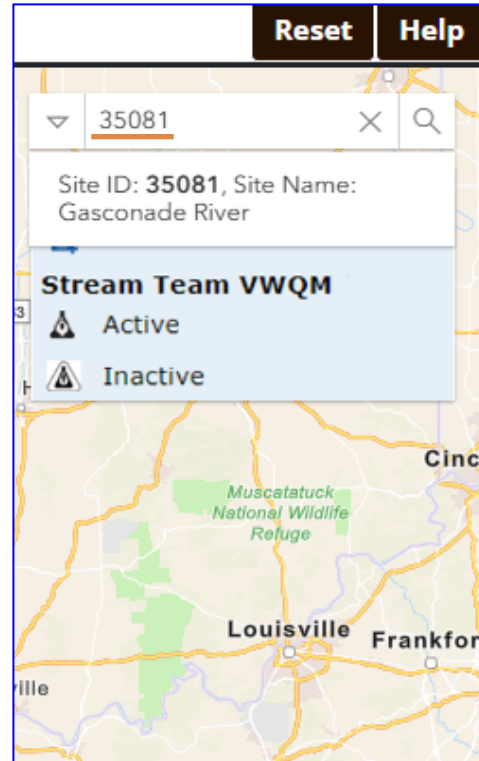 Reset Help
35081
Site ID: 35081, Site Name:
Gasconade River
Stream Team VWQM
Active
Inactive
Cinc
Muscatatuck
National Wildlife
Refuge
Louisville
Frankfor
ville